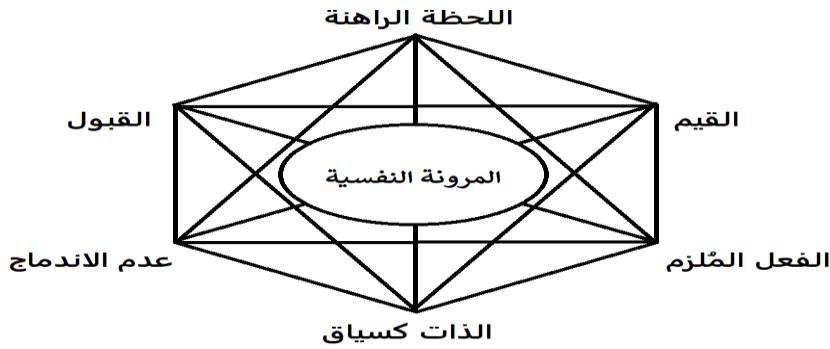 اللحظة الراهنة
القيم
القبول
المرونة النفسية
الفعل المُلزم
عدم الاندماج
الذات كسياق